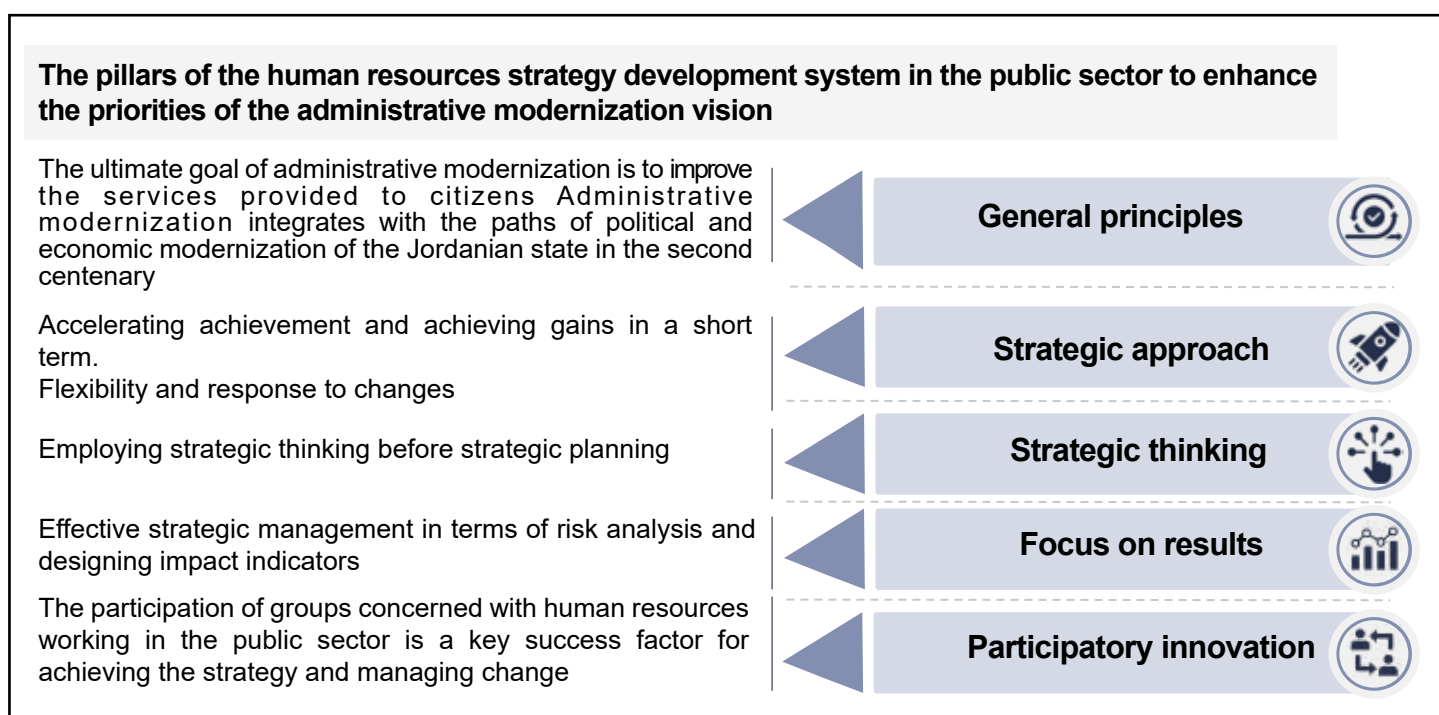 The pillars of the human resources strategy development system in the public sector to enhance
the priorities of the administrative modernization vision
The ultimate goal of administrative modernization is to improve
the services provided to citizens Administrative
modernization integrates with the paths of political and
economic modernization of the Jordanian state in the second
centenary
General principles
Accelerating achievement and achieving gains in a short
term.
Flexibility and response to changes
Strategic approach
Employing strategic thinking before strategic planning
Strategic thinking
Effective strategic management in terms of risk analysis and
designing impact indicators
Focus on results
The participation of groups concerned with human resources
working in the public sector is a key success factor for
achieving the strategy and managing change
Participatory innovation